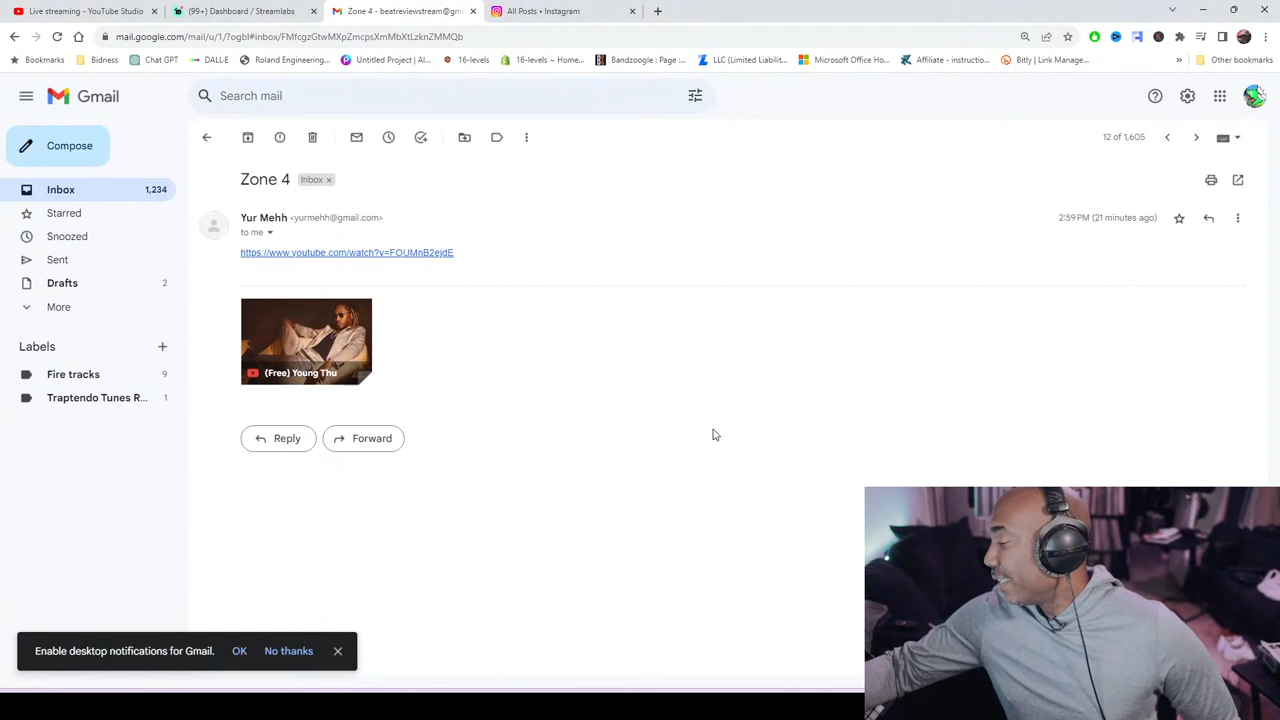 Live streaming - YouTube Studio
(99+) Dashboard / Streamlabs
Zone 4 - beatreviewstream@gm
All Posts • Instagram
mail.google.com/mail/u/1/?ogbl#inbox/FMfcgzGtwMXpZmcpsXmMbXtLzknZMMQb
Bookmarks
Bidness
Chat GPT
DALL·E
Roland Engineering...
Untitled Project | Al...
16-levels
16-levels ~ Home...
Bandzoogle : Page :...
LLC (Limited Liabilit...
Microsoft Office Ho...
Affiliate - instructio...
Bitly | Link Manage...
Other bookmarks
Gmail
Search mail
Compose
12 of 1,605
Inbox 1,234
Starred
Snoozed
Sent
Drafts 2
More
Labels
Fire tracks 9
Traptendo Tunes R... 1
Zone 4 Inbox
Yur Mehh <yurmehh@gmail.com>
2:59 PM (21 minutes ago)
to me
https://www.youtube.com/watch?v=FOUMnB2ejdE
(Free) Young Thu
Reply
Forward
Enable desktop notifications for Gmail. OK No thanks